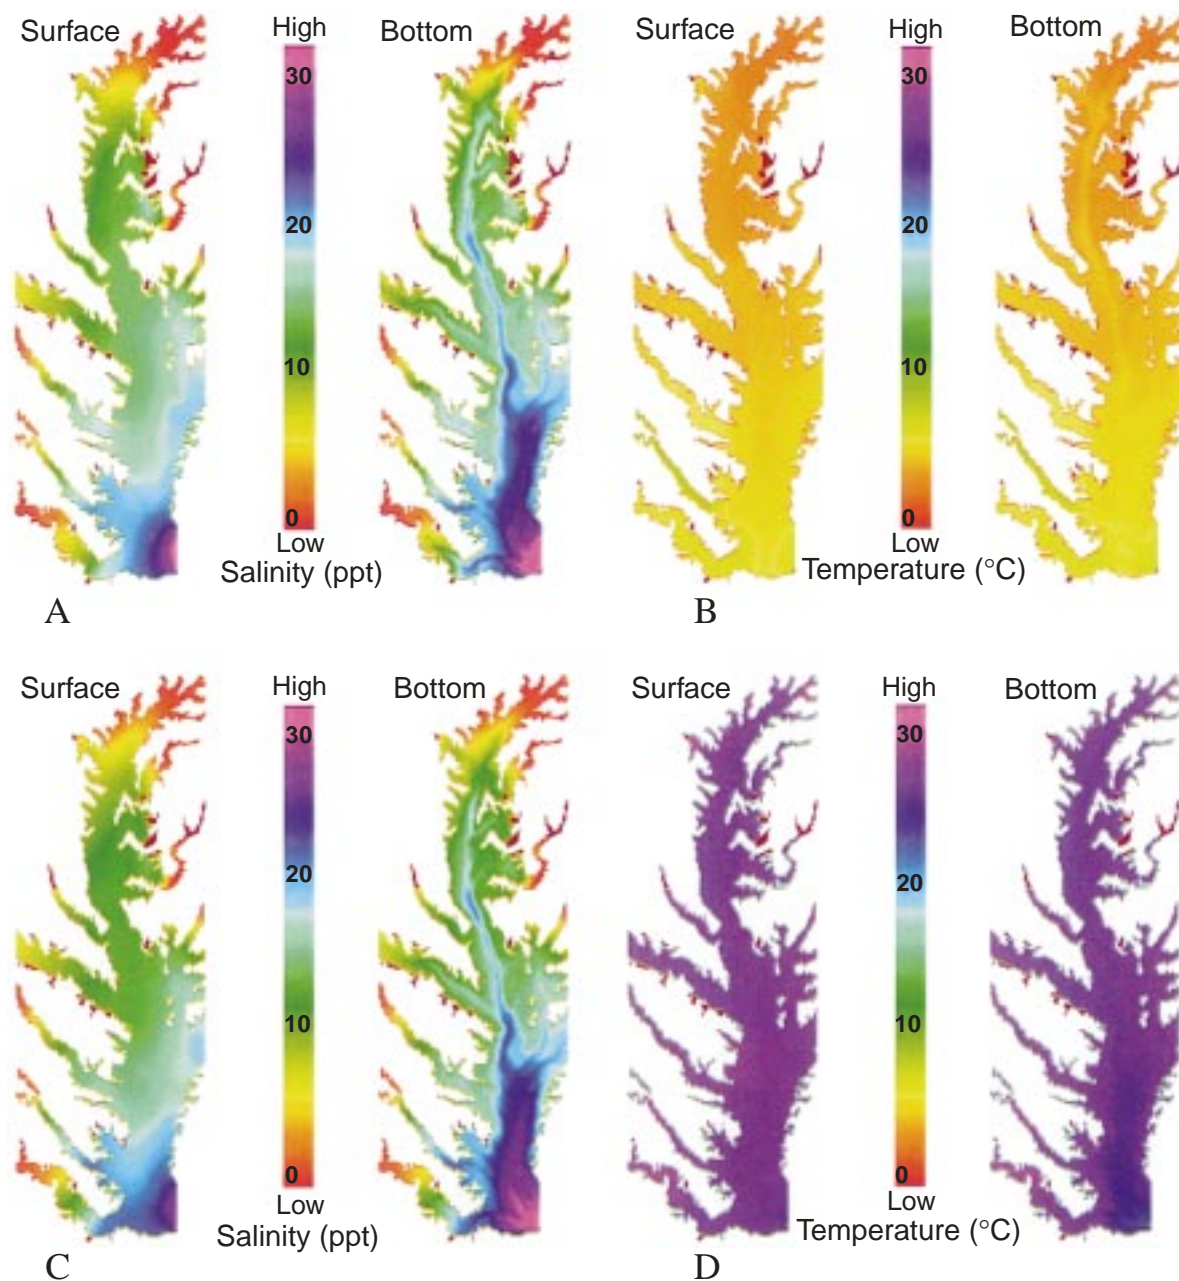 Surface
High
Bottom
30
20
10
0
Low
Salinity (ppt)
A
Surface
High
Bottom
30
20
10
0
Low
Temperature (°C)
B
Surface
High
Bottom
30
20
10
0
Low
Salinity (ppt)
C
Surface
High
Bottom
30
20
10
0
Low
Temperature (°C)
D